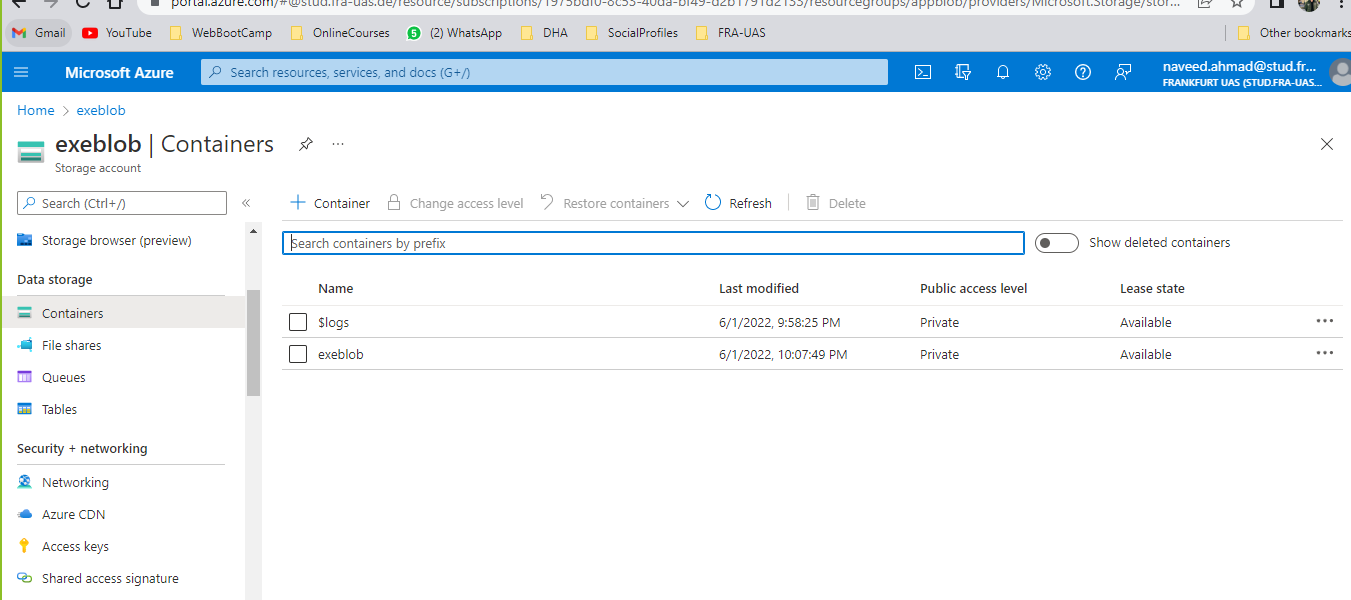 portal.azure.com/#@stud.fra-uas.de/resource/subscriptions/1975bdf0-8c55-40da-bf49-d2b1791d2135/resourcegroups/appblob/providers/Microsoft.Storage/stor...
Gmail YouTube WebBootCamp OnlineCourses (2) WhatsApp DHA SocialProfiles FRA-UAS Other bookmarks
Microsoft Azure Search resources, services, and docs (G+/) naveed.ahmad@stud.fr...
FRANKFURT UAS (STUD.FRA-UAS...
Home > exeblob
exeblob | Containers ...
Storage account
Search (Ctrl+/) « + Container Change access level Restore containers Refresh Delete
Storage browser (preview) Search containers by prefix Show deleted containers
Data storage Name Last modified Public access level Lease state
Containers $logs 6/1/2022, 9:58:25 PM Private Available ...
File shares exeblob 6/1/2022, 10:07:49 PM Private Available ...
Queues
Tables
Security + networking
Networking
Azure CDN
Access keys
Shared access signature